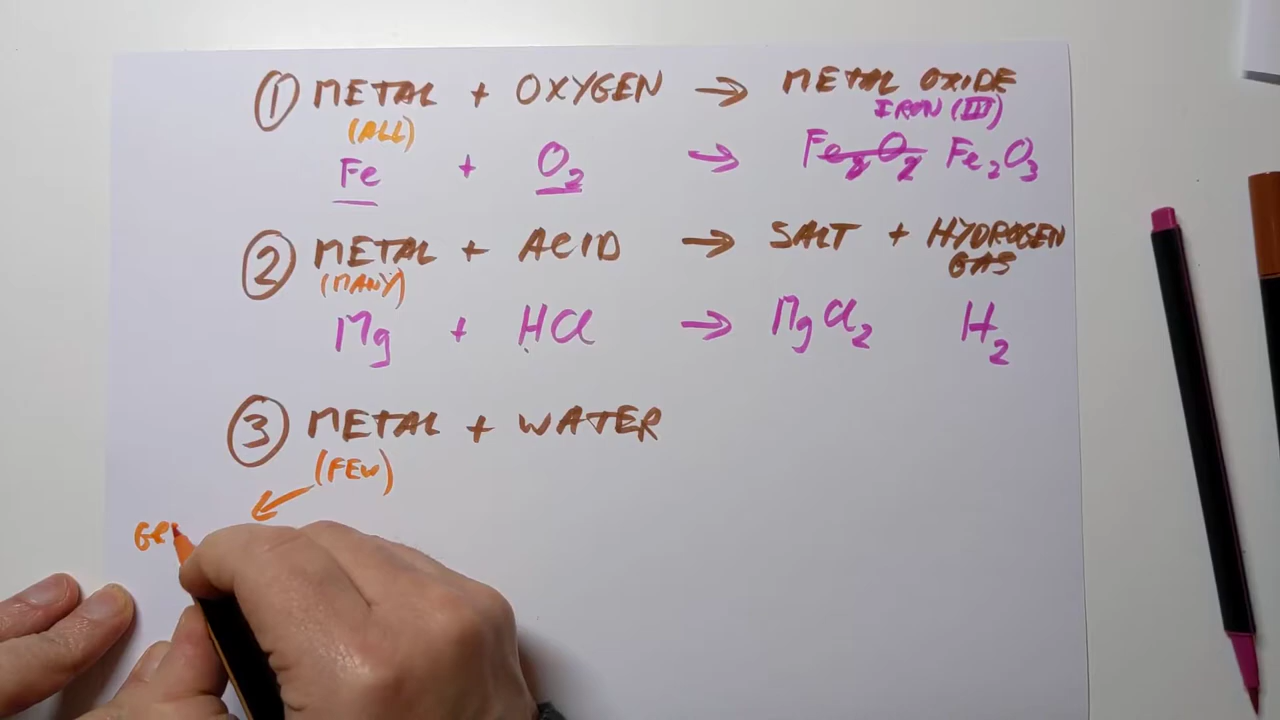 ① METAL + OXYGEN → METAL OXIDE
(ALL) IRON (III)
Fe + O₂ → Fe₂O₂ Fe₂O₃
② METAL + ACID → SALT + HYDROGEN
(MANY) GAS
Mg + HCl → MgCl₂ H₂
③ METAL + WATER
(FEW)